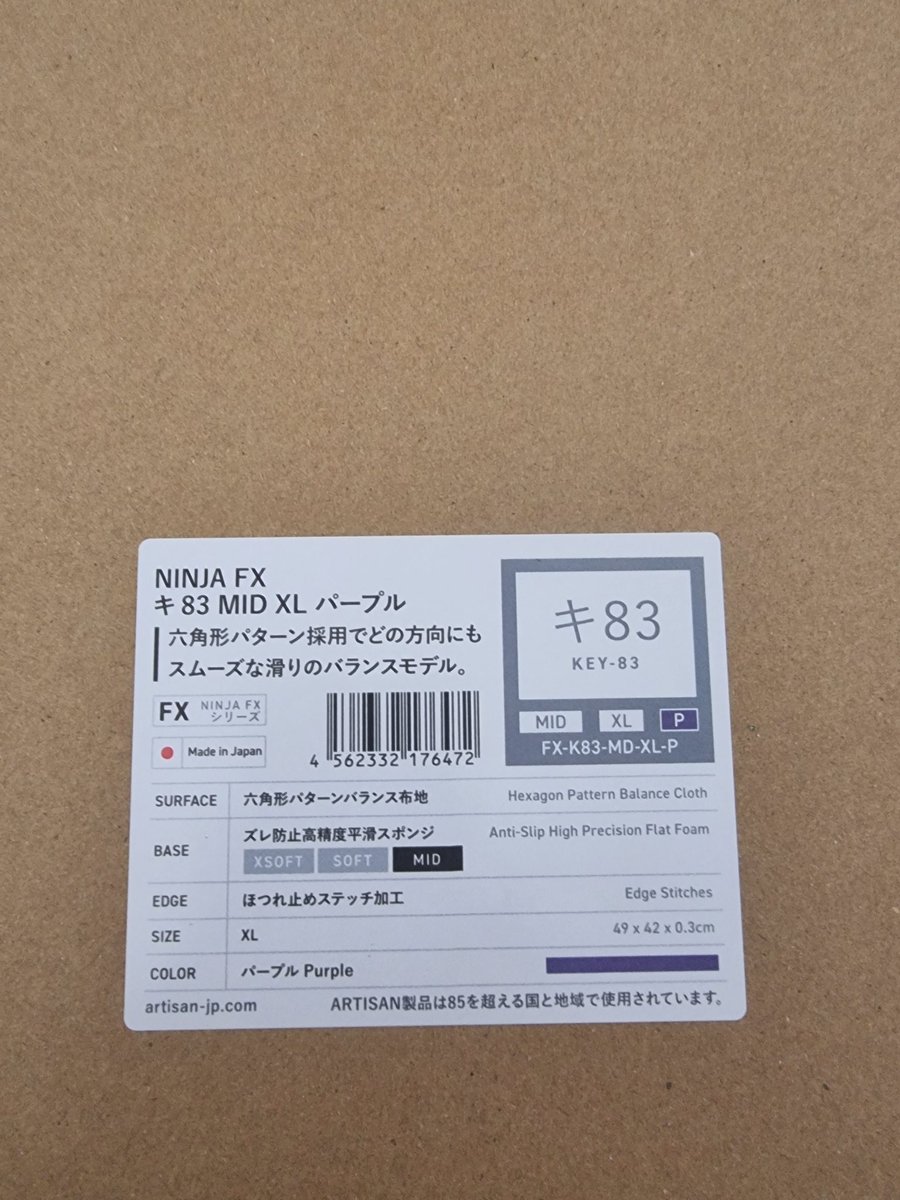 NINJA FX
キ 83 MID XL パープル
六角形パターン採用でどの方向にも
スムーズな滑りのバランスモデル。
FX NINJA FX シリーズ
Made in Japan
4 562332 176472
キ83
KEY-83
MID XL P
FX-K83-MD-XL-P
SURFACE 六角形パターンバランス布地 Hexagon Pattern Balance Cloth
BASE ズレ防止高精度平滑スポンジ Anti-Slip High Precision Flat Foam
XSOFT SOFT MID
EDGE ほつれ止めステッチ加工 Edge Stitches
SIZE XL 49 x 42 x 0.3cm
COLOR パープル Purple
artisan-jp.com ARTISAN製品は85を超える国と地域で使用されています。